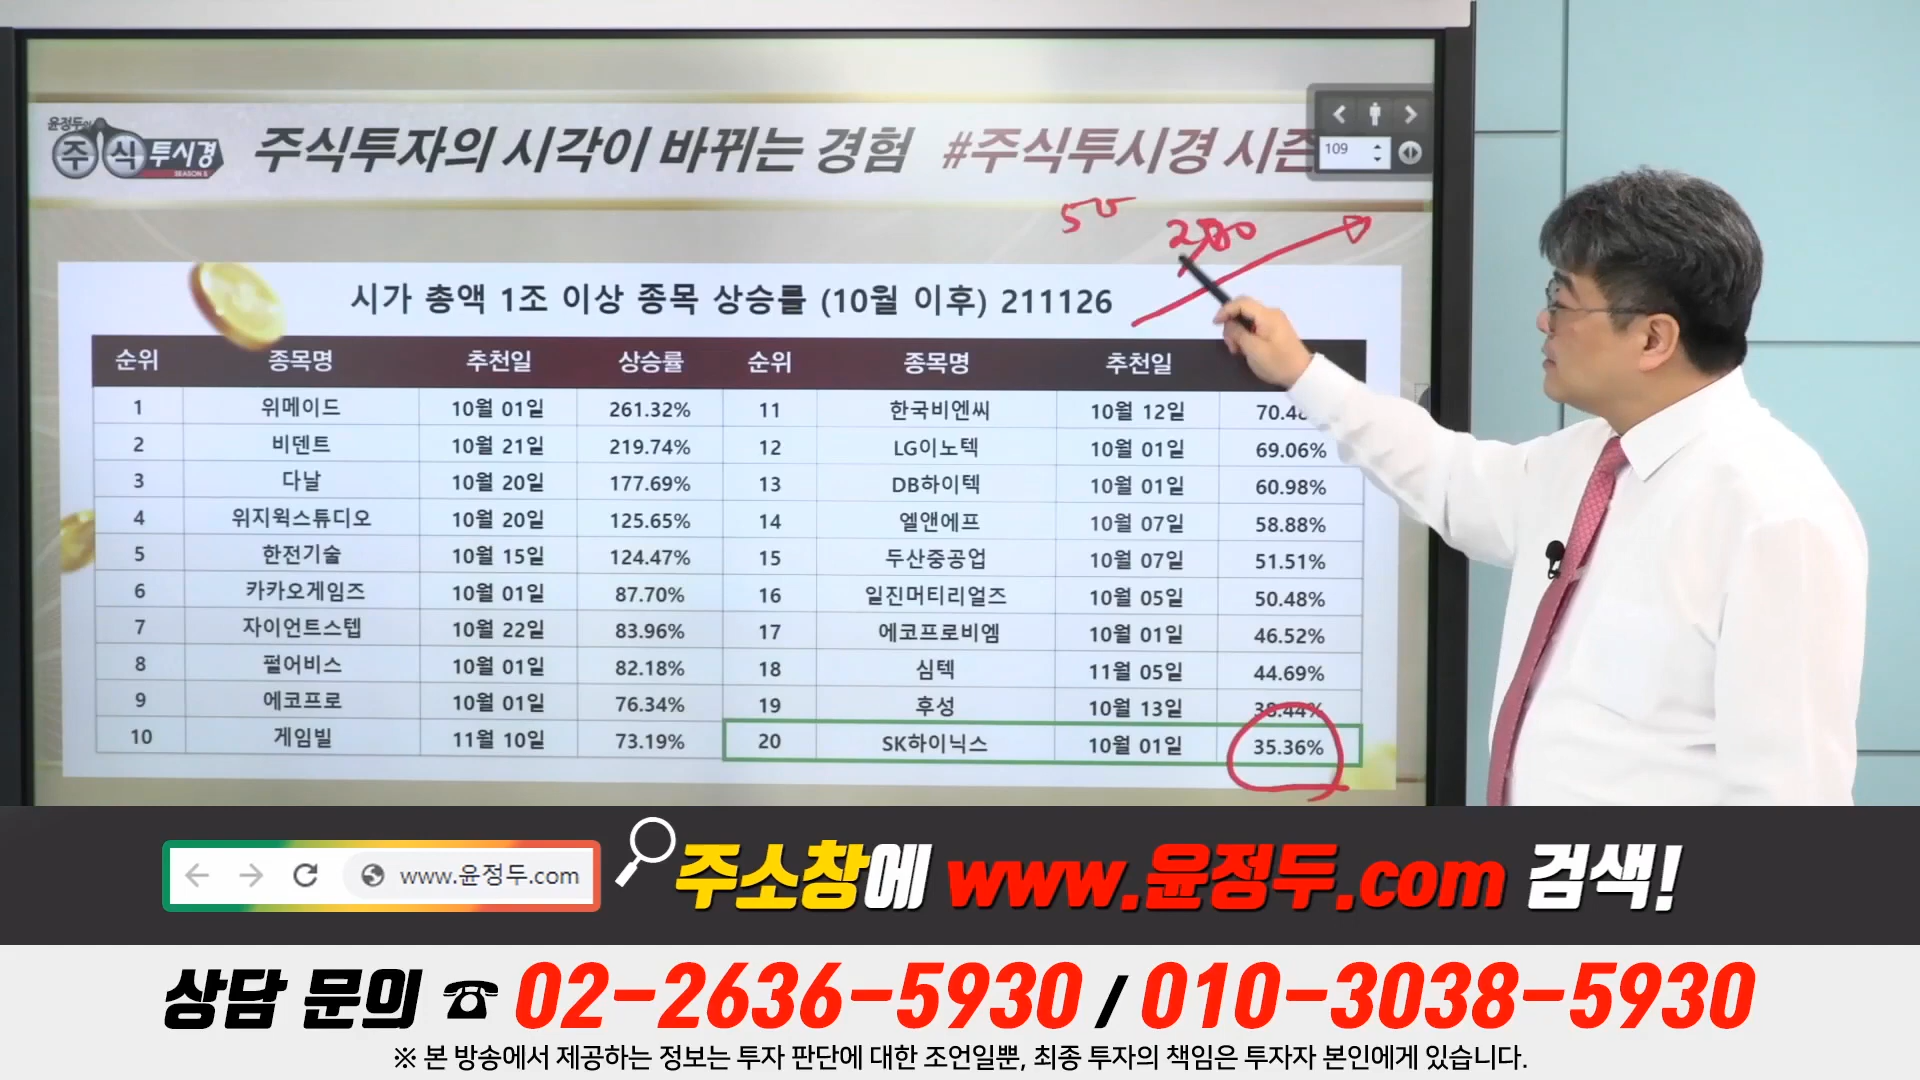 윤정두의
주식투시경
SEASON 5
주식투자의 시각이 바뀌는 경험 #주식투시경 시즌
109
50
200
시가 총액 1조 이상 종목 상승률 (10월 이후) 211126
순위 종목명 추천일 상승률 순위 종목명 추천일
1 위메이드 10월 01일 261.32% 11 한국비엔씨 10월 12일 70.48
2 비덴트 10월 21일 219.74% 12 LG이노텍 10월 01일 69.06%
3 다날 10월 20일 177.69% 13 DB하이텍 10월 01일 60.98%
4 위지윅스튜디오 10월 20일 125.65% 14 엘앤에프 10월 07일 58.88%
5 한전기술 10월 15일 124.47% 15 두산중공업 10월 07일 51.51%
6 카카오게임즈 10월 01일 87.70% 16 일진머티리얼즈 10월 05일 50.48%
7 자이언트스텝 10월 22일 83.96% 17 에코프로비엠 10월 01일 46.52%
8 펄어비스 10월 01일 82.18% 18 심텍 11월 05일 44.69%
9 에코프로 10월 01일 76.34% 19 후성 10월 13일 38.44%
10 게임빌 11월 10일 73.19% 20 SK하이닉스 10월 01일 35.36%
www.윤정두.com
주소창에 www.윤정두.com 검색!
상담 문의 ☎ 02-2636-5930 / 010-3038-5930
※ 본 방송에서 제공하는 정보는 투자 판단에 대한 조언일뿐, 최종 투자의 책임은 투자자 본인에게 있습니다.